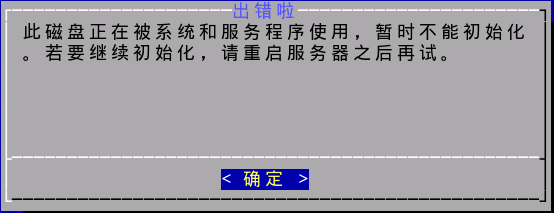 出错啦
此磁盘正在被系统和服务程序使用，暂时不能初始化
。若要继续初始化，请重启服务器之后再试。
< 确定 >